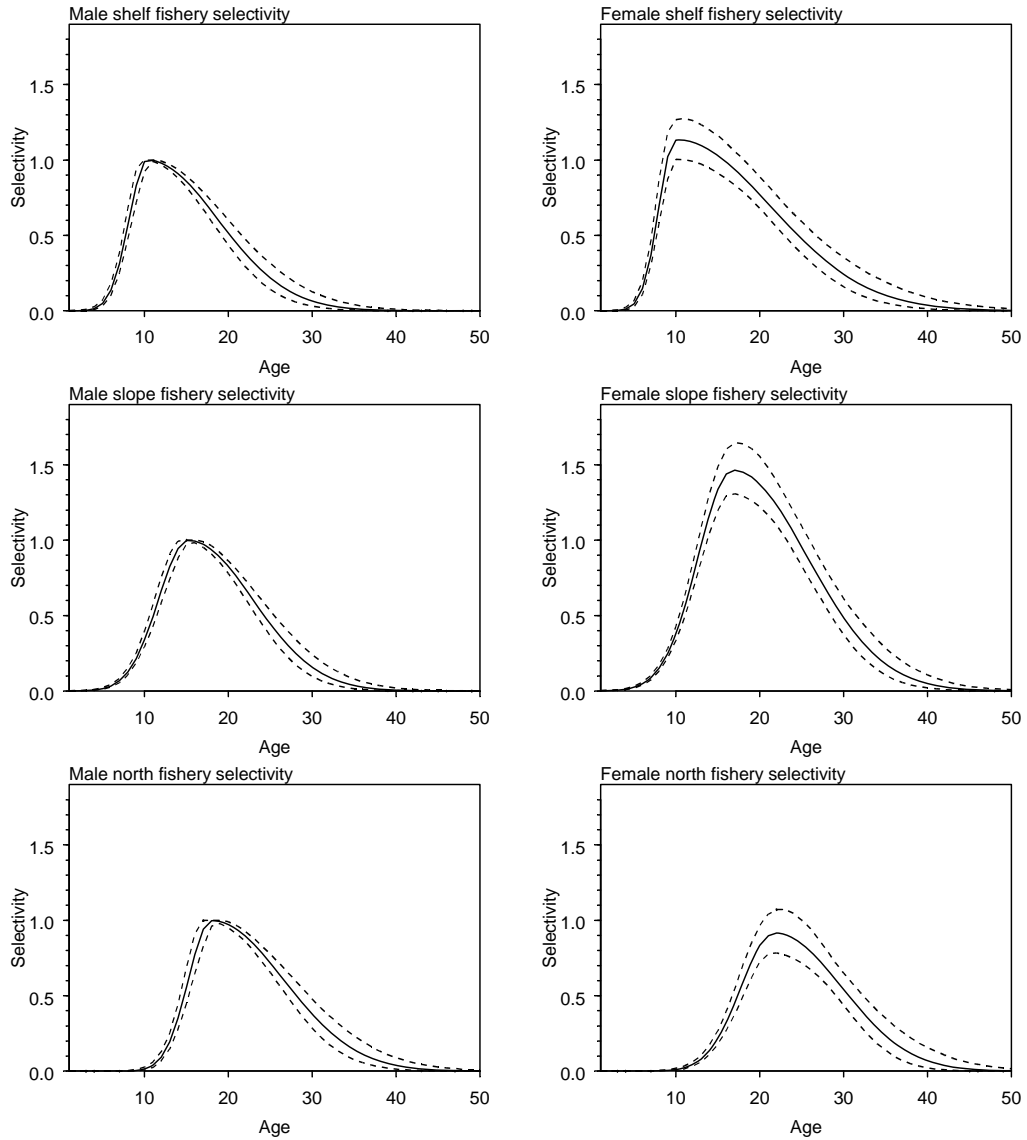 Male shelf fishery selectivity
Selectivity
1.5
1.0
0.5
0.0
10 20 30 40 50
Age
Female shelf fishery selectivity
Selectivity
1.5
1.0
0.5
0.0
10 20 30 40 50
Age
Male slope fishery selectivity
Selectivity
1.5
1.0
0.5
0.0
10 20 30 40 50
Age
Female slope fishery selectivity
Selectivity
1.5
1.0
0.5
0.0
10 20 30 40 50
Age
Male north fishery selectivity
Selectivity
1.5
1.0
0.5
0.0
10 20 30 40 50
Age
Female north fishery selectivity
Selectivity
1.5
1.0
0.5
0.0
10 20 30 40 50
Age